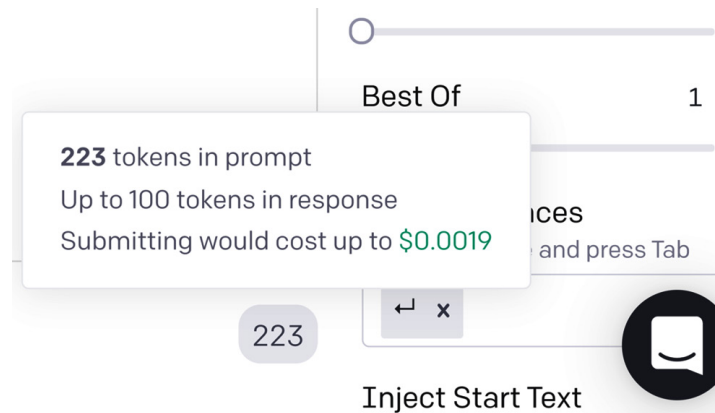 Best Of 1
223 tokens in prompt
Up to 100 tokens in response
Submitting would cost up to $0.0019
and press Tab
↵ x
223
Inject Start Text